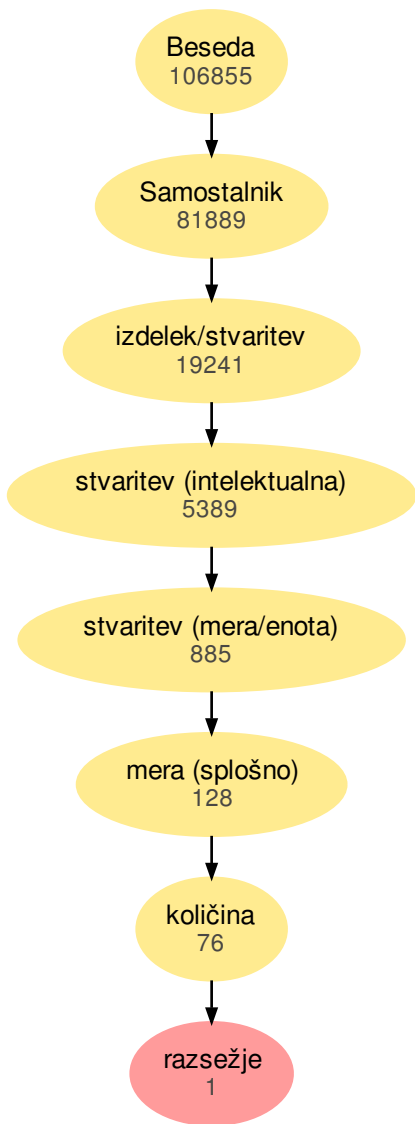 Beseda
106855
Samostalnik
81889
izdelek/stvaritev
19241
stvaritev (intelektualna)
5389
stvaritev (mera/enota)
885
mera (splošno)
128
količina
76
razsežje
1